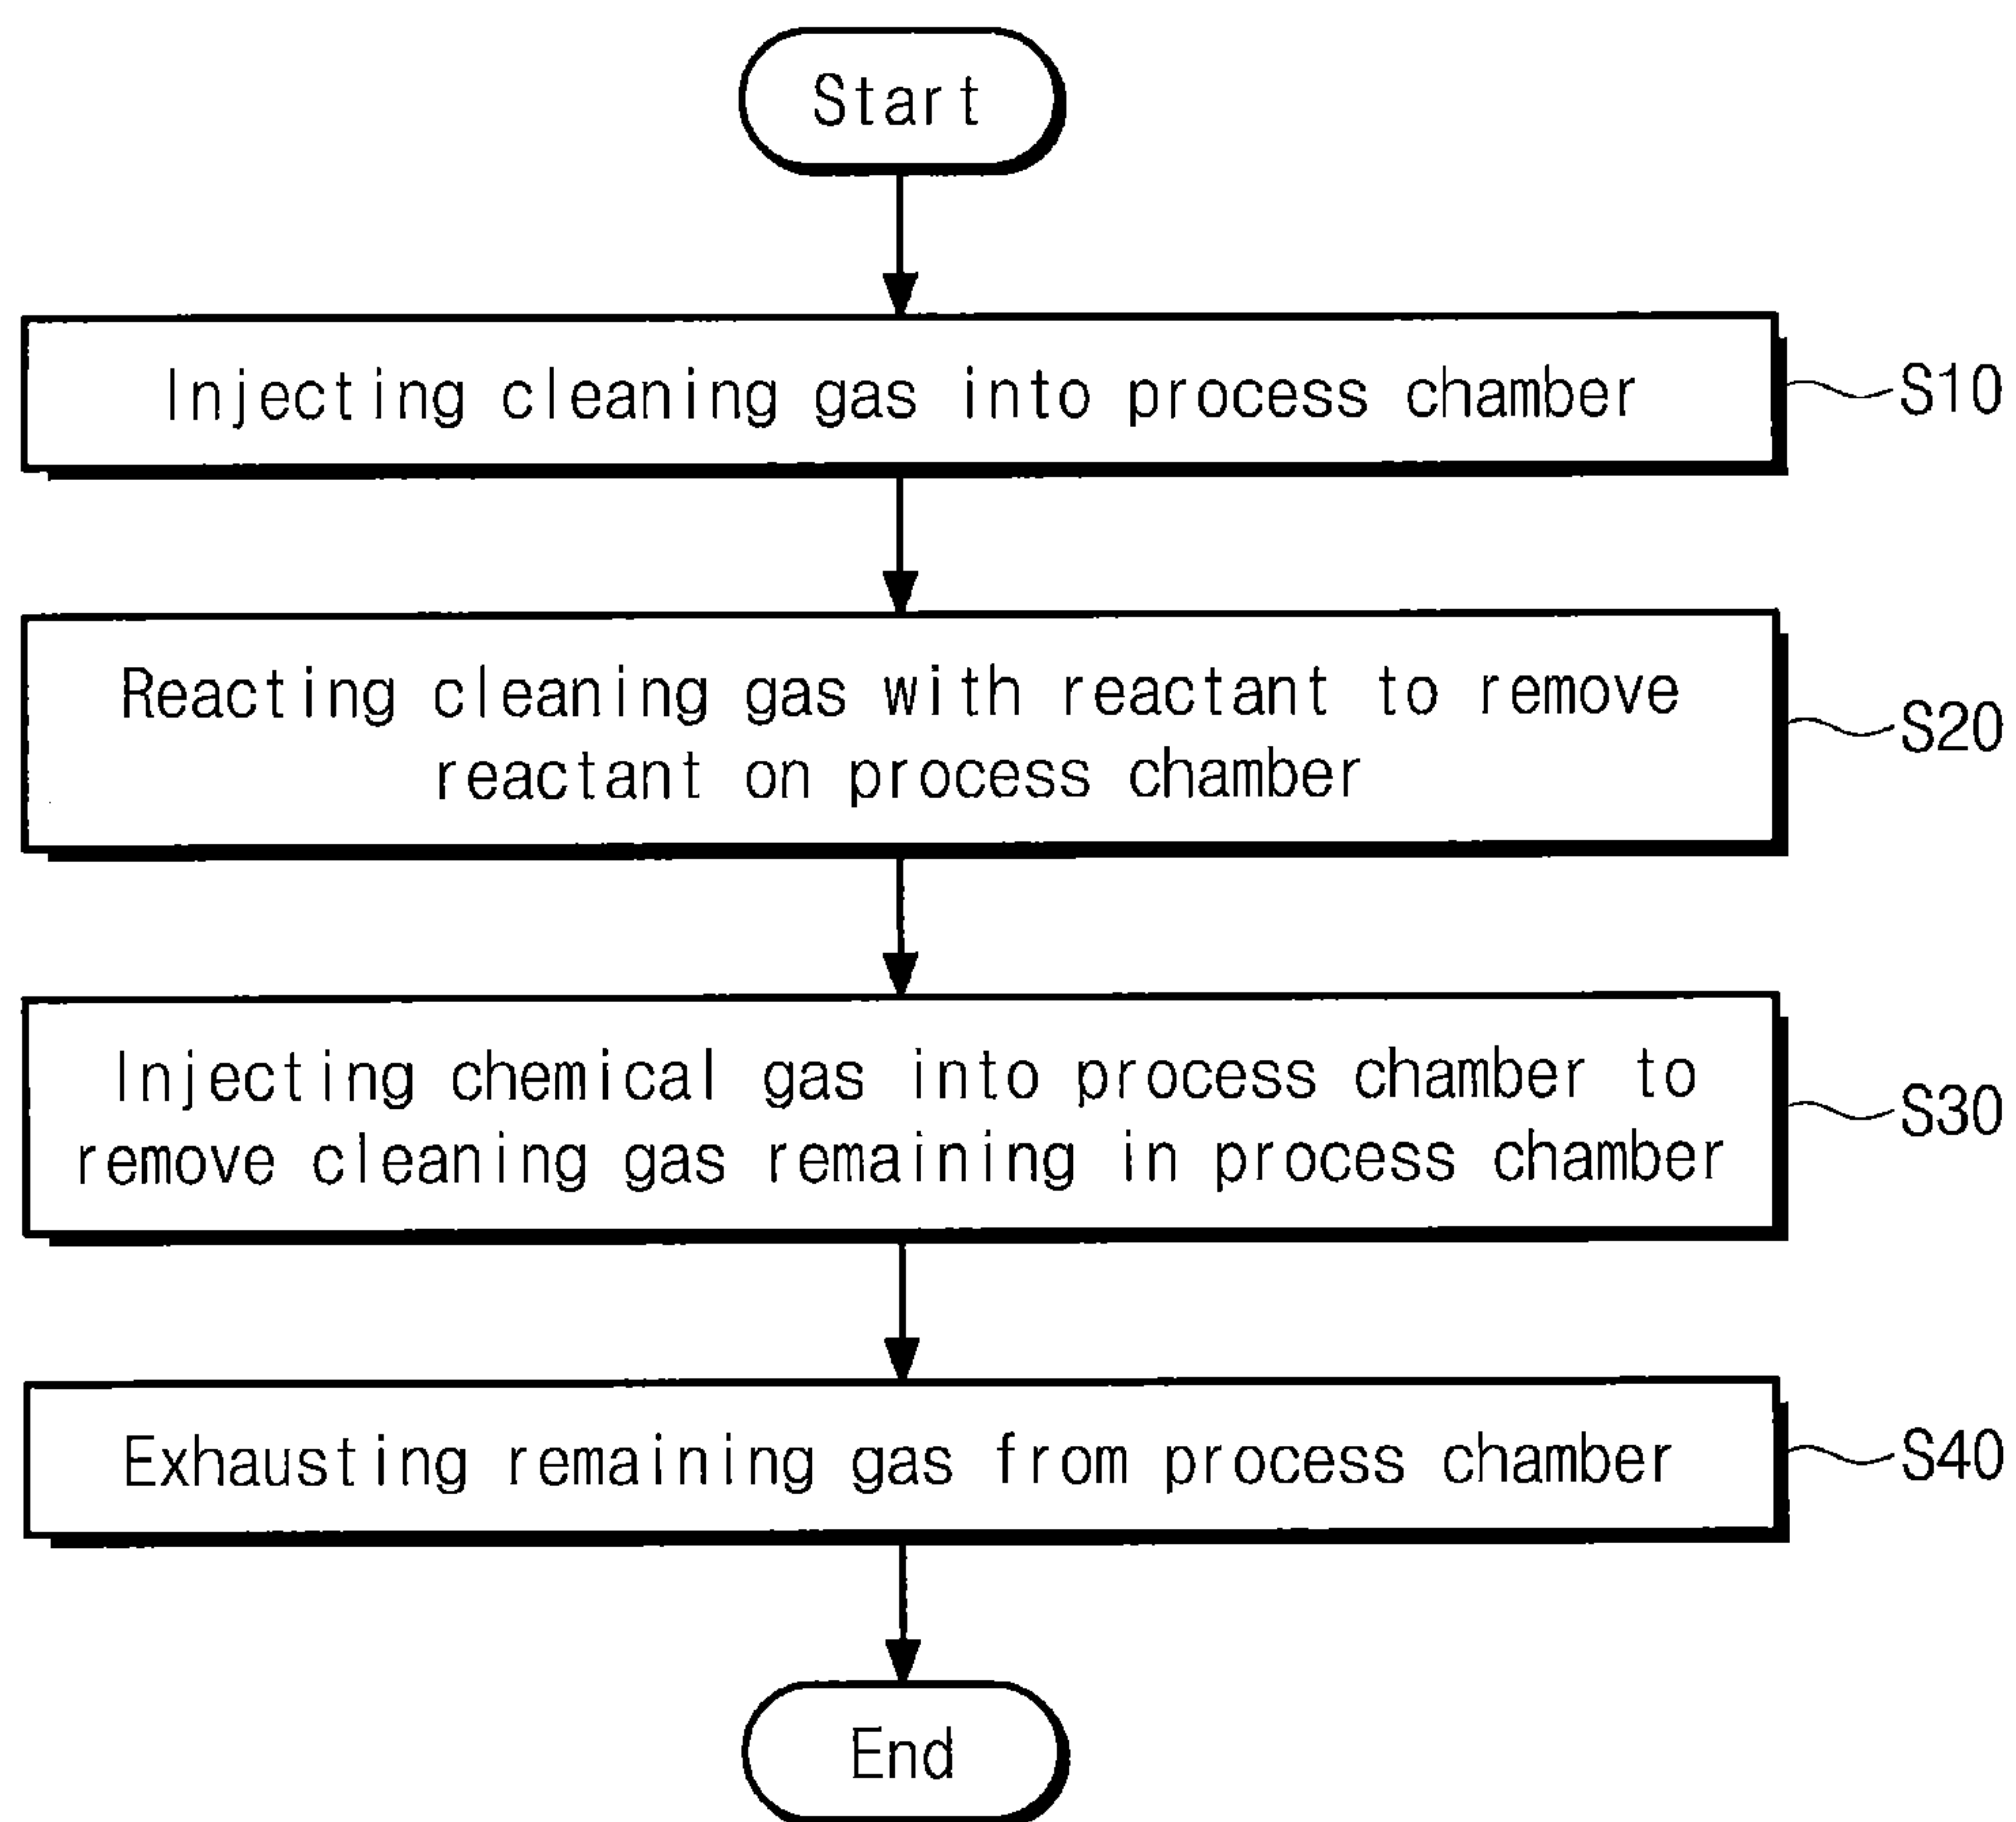 Start
Injecting cleaning gas into process chamber
S10
Reacting cleaning gas with reactant to remove
reactant on process chamber
S20
Injecting chemical gas into process chamber to
remove cleaning gas remaining in process chamber
S30
Exhausting remaining gas from process chamber
S40
End